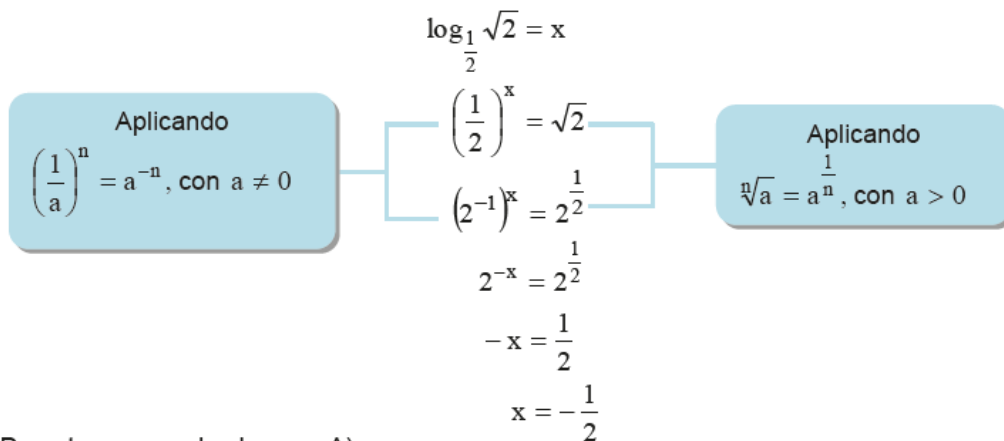 log_{1/2} √2 = x
Aplicando
(1/a)^n = a^{-n}, con a ≠ 0
(1/2)^x = √2
(2^{-1})^x = 2^{1/2}
Aplicando
ⁿ√a = a^{1/n}, con a > 0
2^{-x} = 2^{1/2}
-x = 1/2
x = -1/2
A)